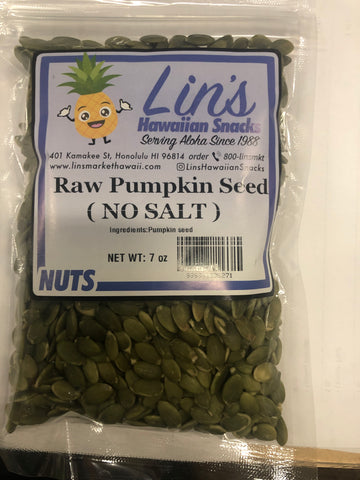 Lin's
Hawaiian Snacks
Serving Aloha Since 1988
401 Kamakee St, Honolulu HI 96814 order 800-linsmkt
www.linsmarkethawaii.com LinsHawaiianSnacks
Raw Pumpkin Seed
( NO SALT )
Ingredients:Pumpkin seed
NET WT: 7 oz
NUTS